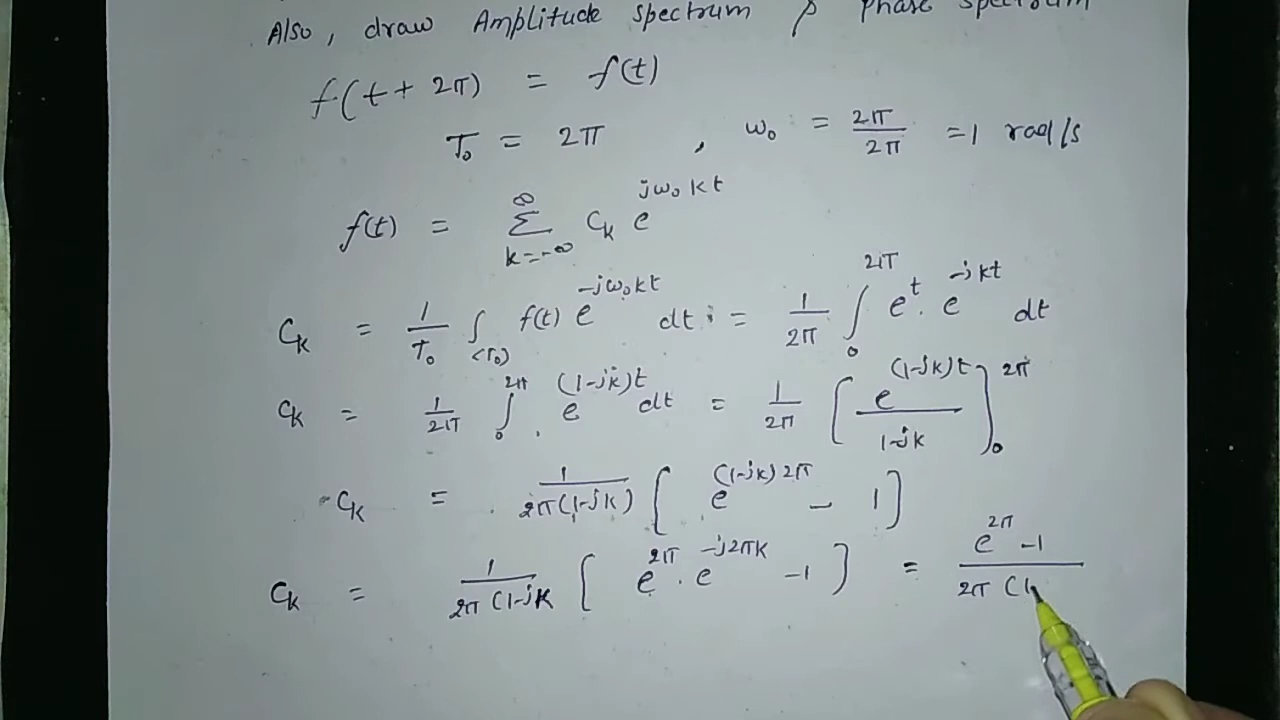 Also, draw Amplitude Spectrum & Phase Spectrum
f(t + 2π) = f(t)
T₀ = 2π , ω₀ = 2π/2π = 1 rad/s
f(t) = ∑_{k=-∞}^{∞} C_k e^{jω₀kt}
C_k = 1/T₀ ∫_{<T₀>} f(t) e^{-jω₀kt} dt = 1/2π ∫_0^{2π} e^t . e^{-jkt} dt
C_k = 1/2π ∫_0^{2π} e^{(1-jk)t} dt = 1/2π [ e^{(1-jk)t} / 1-jk ]_0^{2π}
C_k = 1/2π(1-jk) [ e^{(1-jk)2π} - 1 ]
C_k = 1/2π(1-jk [ e^{2π} . e^{-j2πk} - 1 ] = e^{2π} - 1 / 2π (1